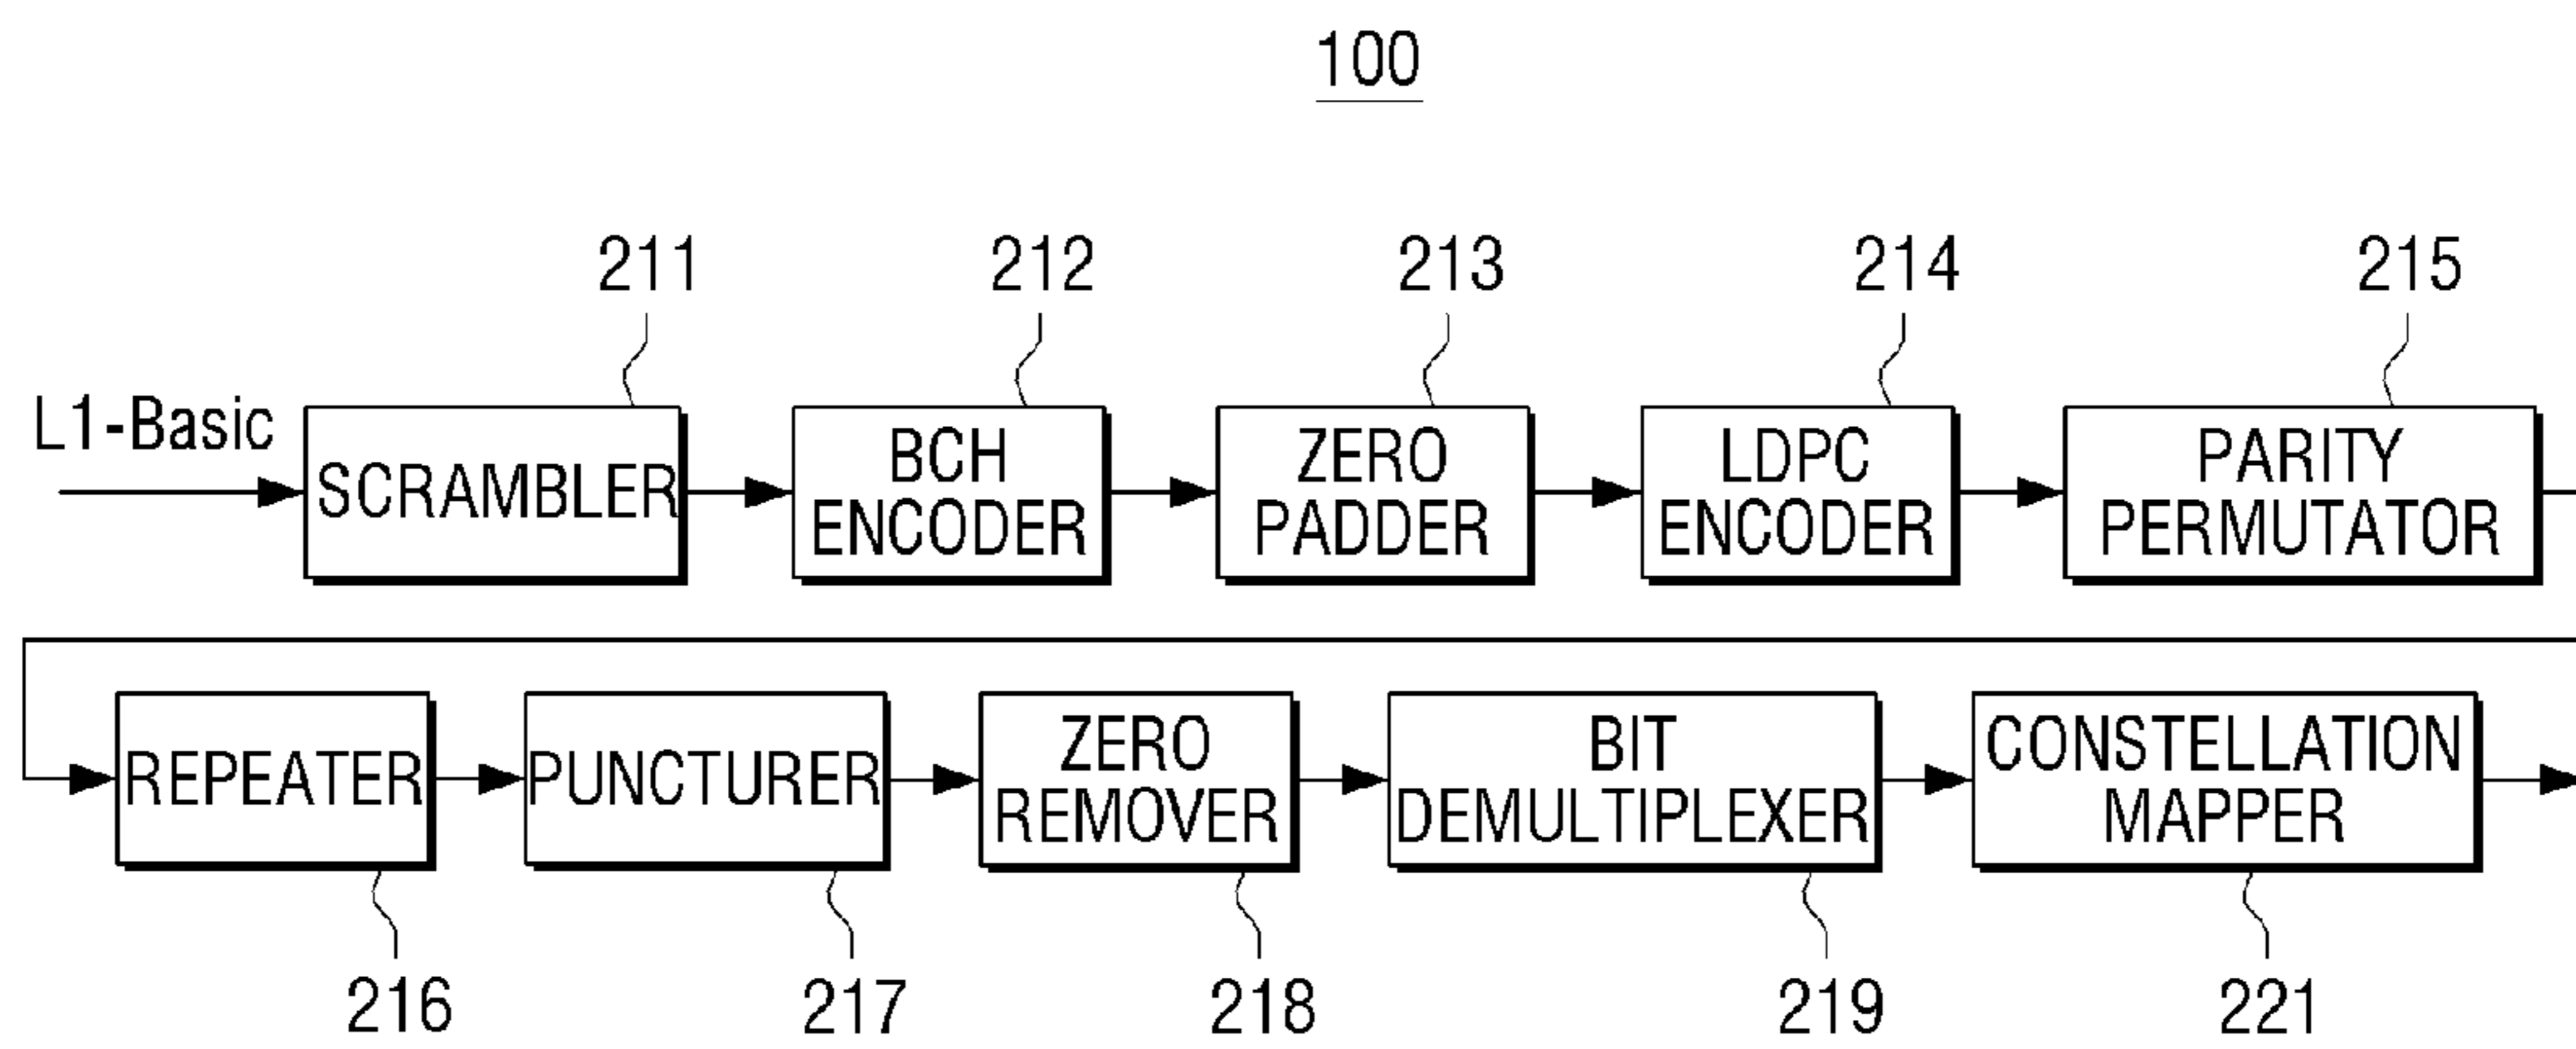 100
211
212
213
214
215
L1-Basic
SCRAMBLER
BCH
ENCODER
ZERO
PADDER
LDPC
ENCODER
PARITY
PERMUTATOR
REPEATER
PUNCTURER
ZERO
REMOVER
BIT
DEMULTIPLEXER
CONSTELLATION
MAPPER
216
217
218
219
221